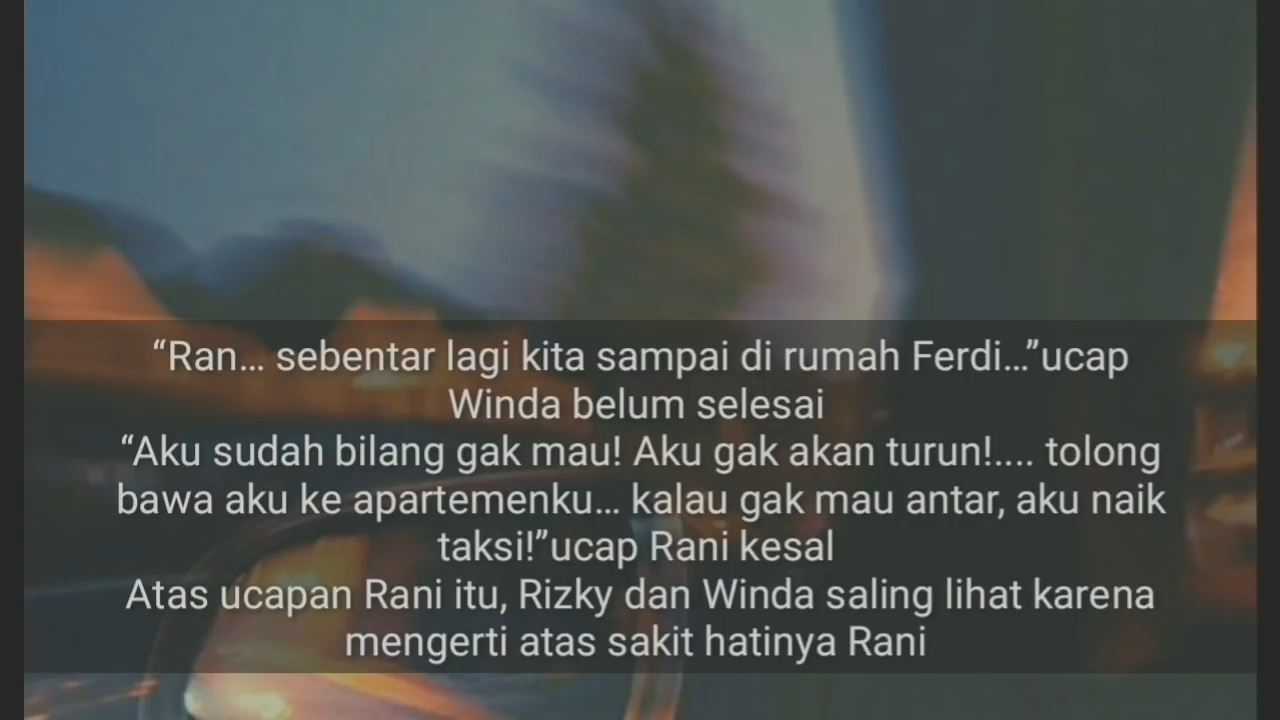 “Ran... sebentar lagi kita sampai di rumah Ferdi...”ucap
Winda belum selesai
“Aku sudah bilang gak mau! Aku gak akan turun!.... tolong
bawa aku ke apartemenku... kalau gak mau antar, aku naik
taksi!”ucap Rani kesal
Atas ucapan Rani itu, Rizky dan Winda saling lihat karena
mengerti atas sakit hatinya Rani